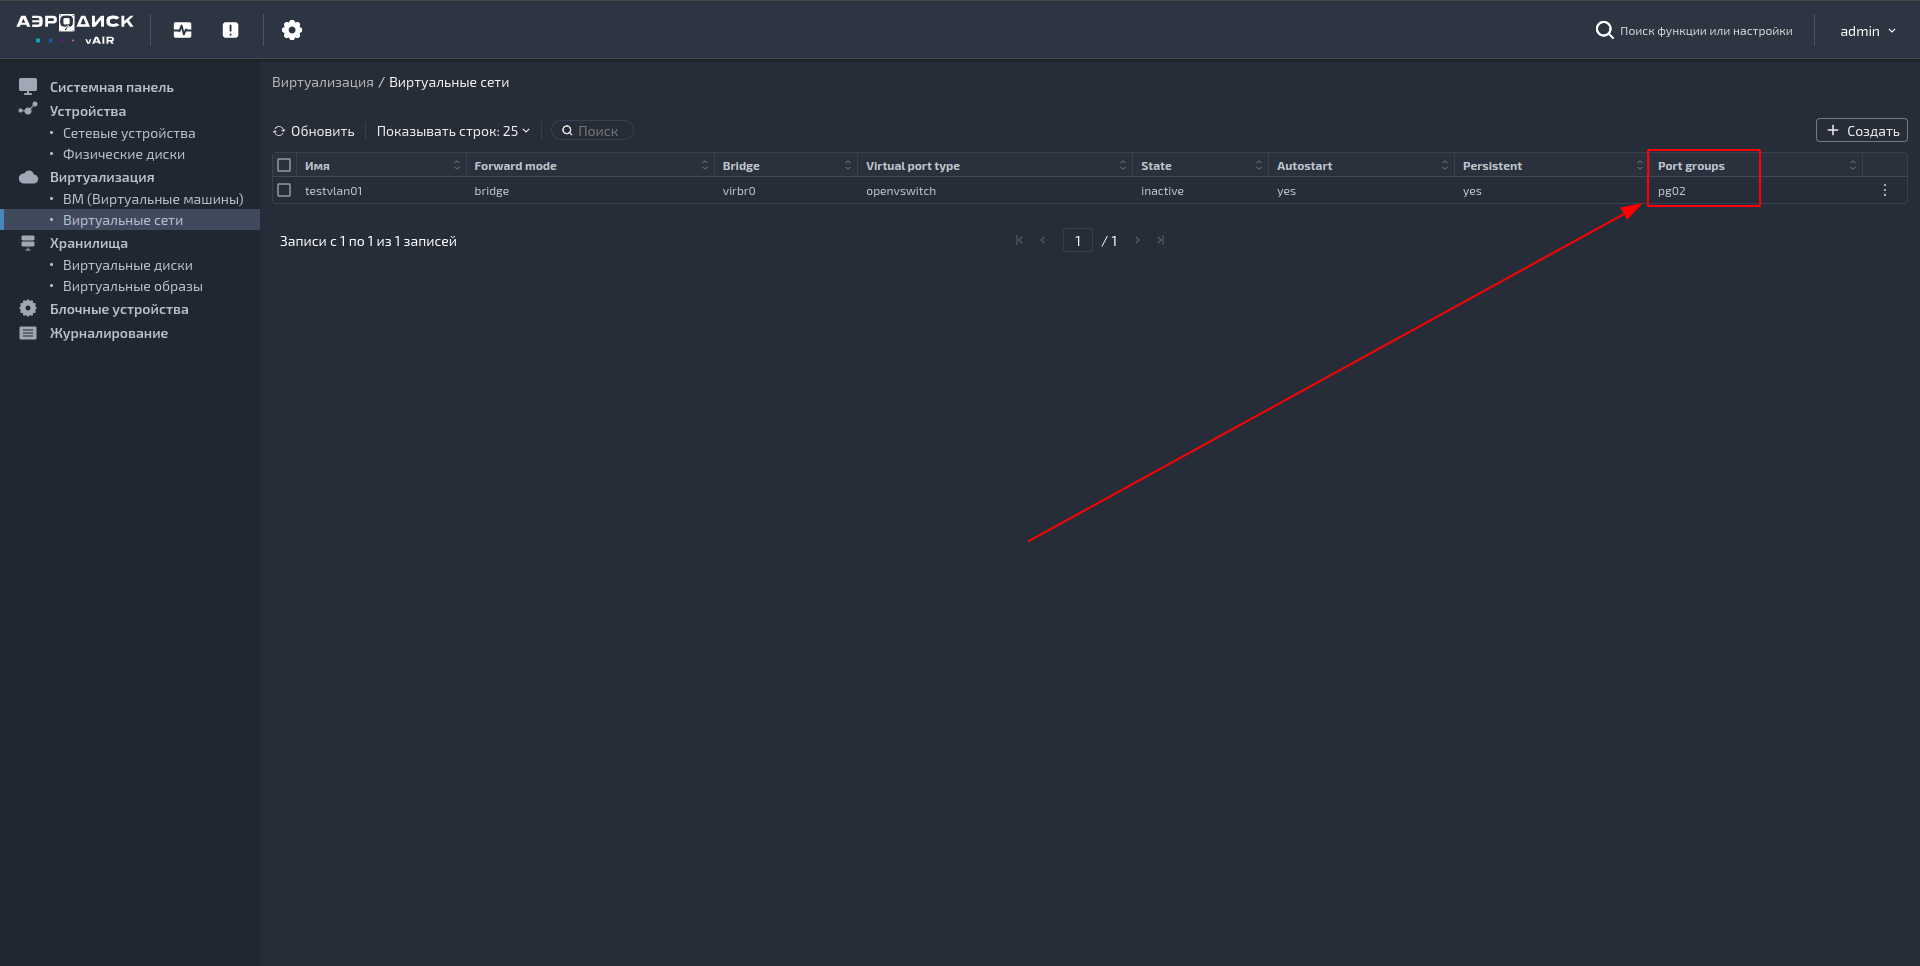 АЭРОДИСК
vAIR
Поиск функции или настройки
admin
Системная панель
Устройства
Сетевые устройства
Физические диски
Виртуализация
ВМ (Виртуальные машины)
Виртуальные сети
Хранилища
Виртуальные диски
Виртуальные образы
Блочные устройства
Журналирование
Виртуализация / Виртуальные сети
Обновить Показывать строк: 25 Поиск
Создать
Имя Forward mode Bridge Virtual port type State Autostart Persistent Port groups
testvlan01 bridge virbr0 openvswitch inactive yes yes pg02
Записи с 1 по 1 из 1 записей
1 / 1